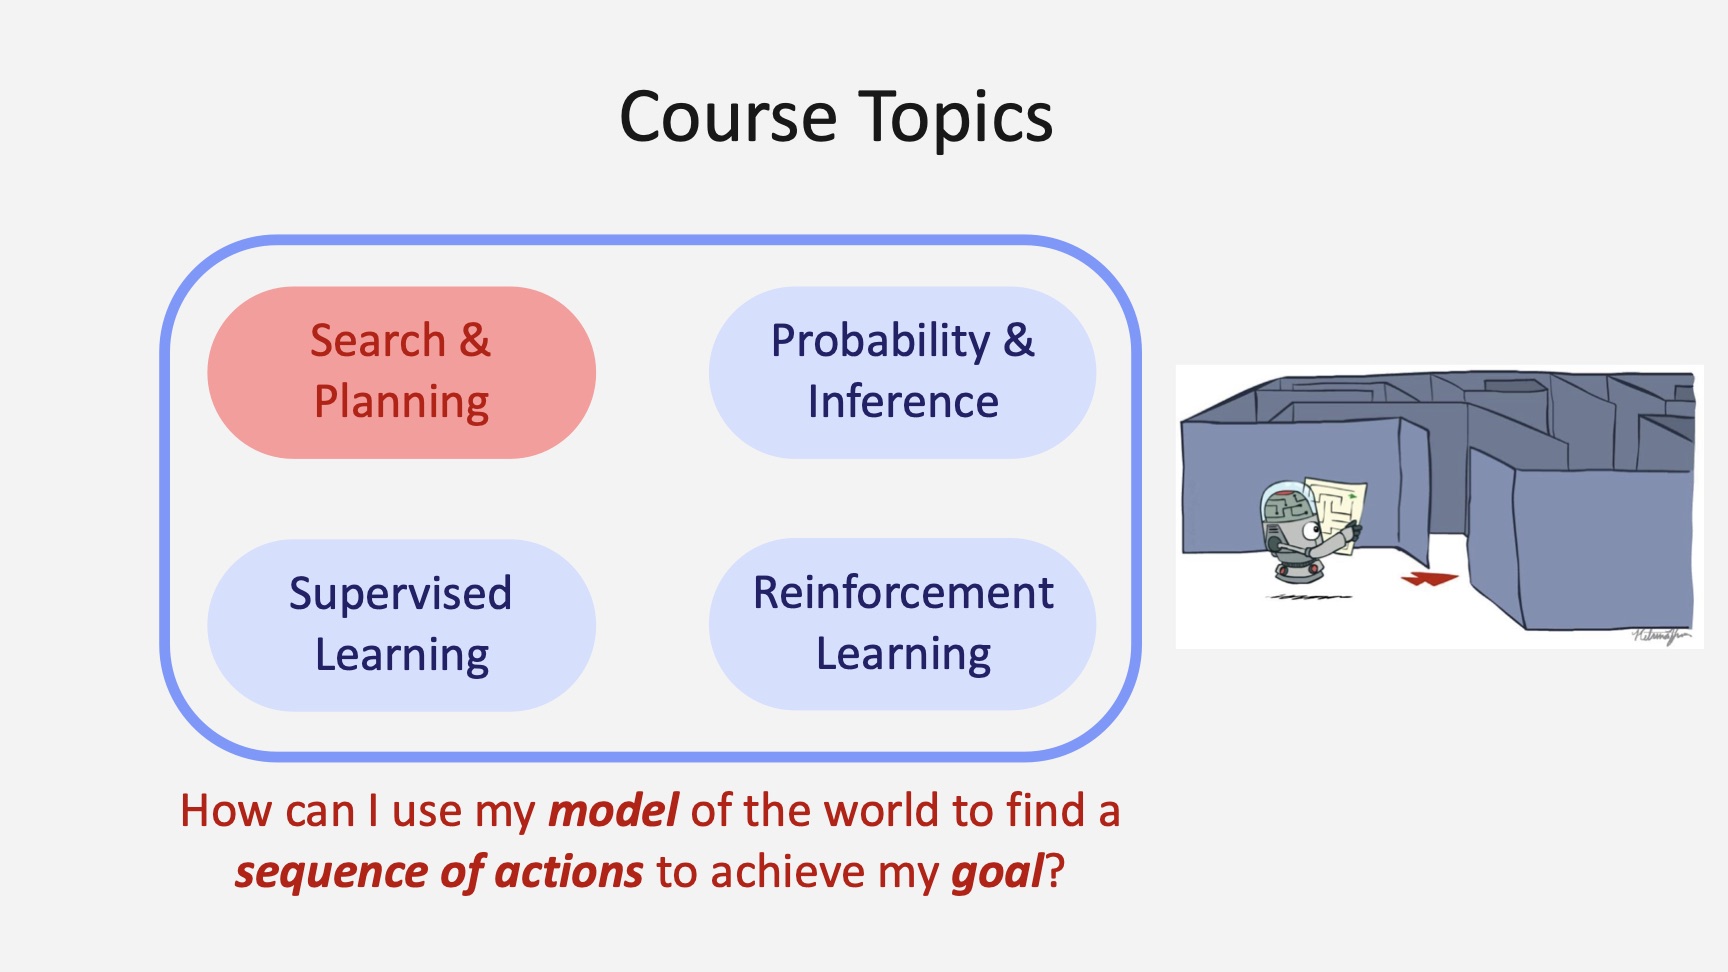 Course Topics
Search &
Planning
Probability &
Inference
Supervised
Learning
Reinforcement
Learning
How can I use my model of the world to find a
sequence of actions to achieve my goal?